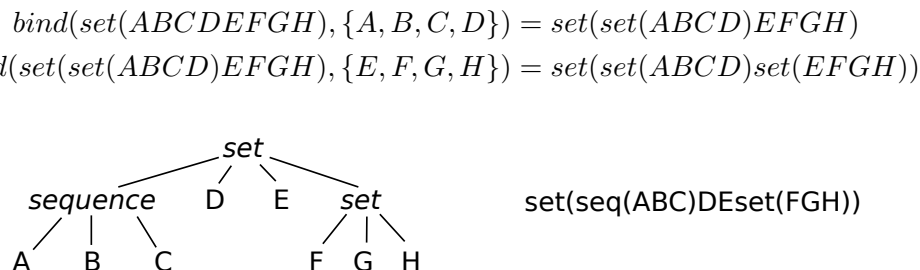 bind(set(ABCDEFGH), {A, B, C, D}) = set(set(ABCD)EFGH)
d(set(set(ABCD)EFGH), {E, F, G, H}) = set(set(ABCD)set(EFGH))
set
sequence D E set
set(seq(ABC)DEset(FGH))
A B C F G H